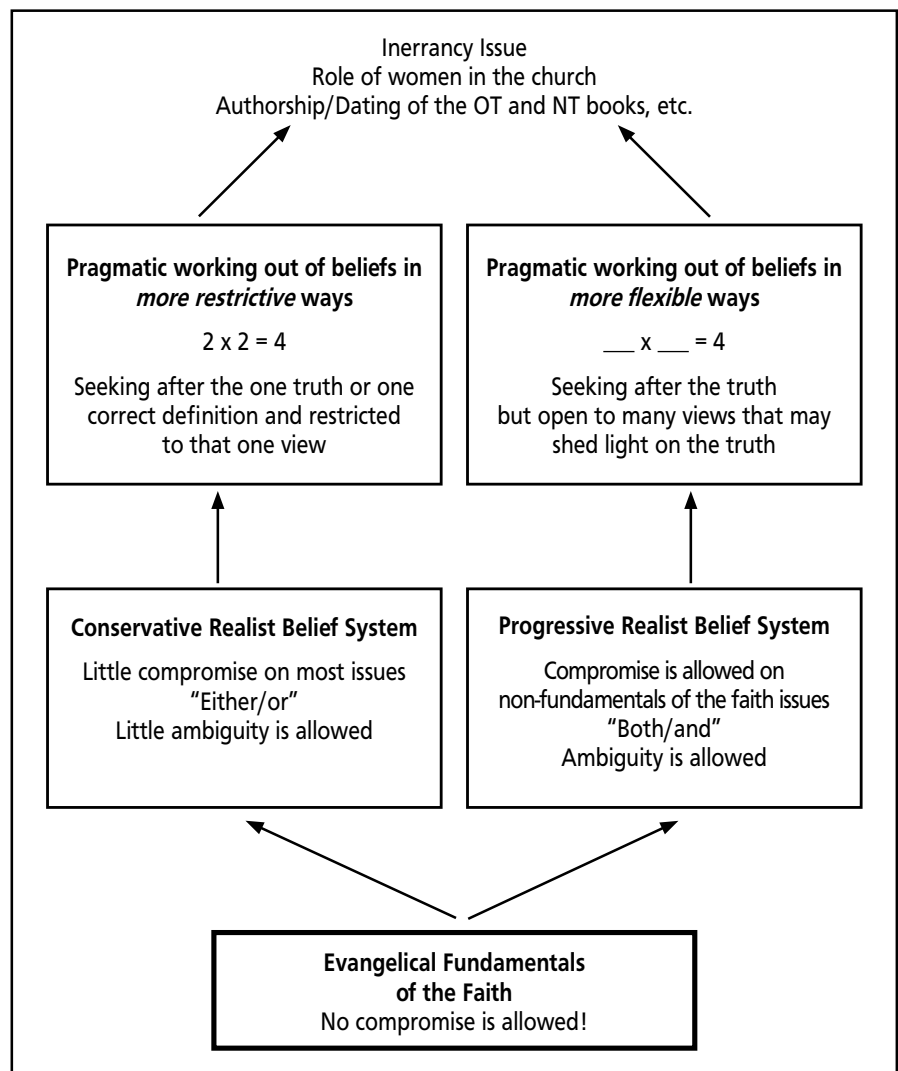 Inerrancy Issue
Role of women in the church
Authorship/Dating of the OT and NT books, etc.
Pragmatic working out of beliefs in
more restrictive ways
2 x 2 = 4
Seeking after the one truth or one
correct definition and restricted
to that one view
Pragmatic working out of beliefs in
more flexible ways
___ x ___ = 4
Seeking after the truth
but open to many views that may
shed light on the truth
Conservative Realist Belief System
Little compromise on most issues
“Either/or”
Little ambiguity is allowed
Progressive Realist Belief System
Compromise is allowed on
non-fundamentals of the faith issues
“Both/and”
Ambiguity is allowed
Evangelical Fundamentals
of the Faith
No compromise is allowed!